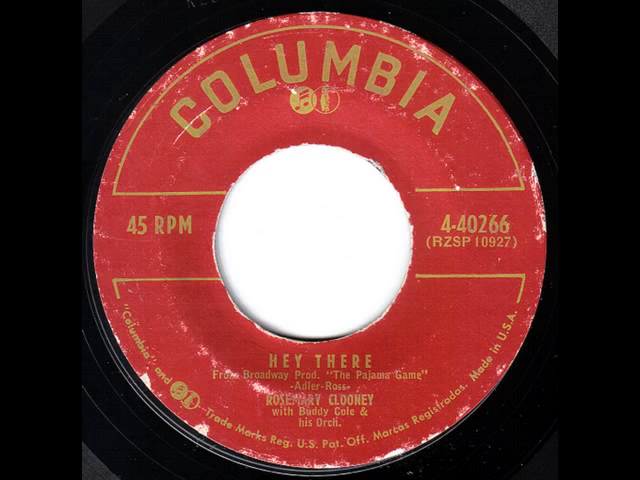 COLUMBIA
45 RPM
4-40266
(RZSP 10927)
HEY THERE
From Broadway Prod. "The Pajama Game"
-Adler-Ross-
ROSEMARY CLOONEY
with Buddy Cole &
his Orch.
"Columbia" and Trade Marks Reg. U.S. Pat. Off. Marcas Registradas. Made in U.S.A.